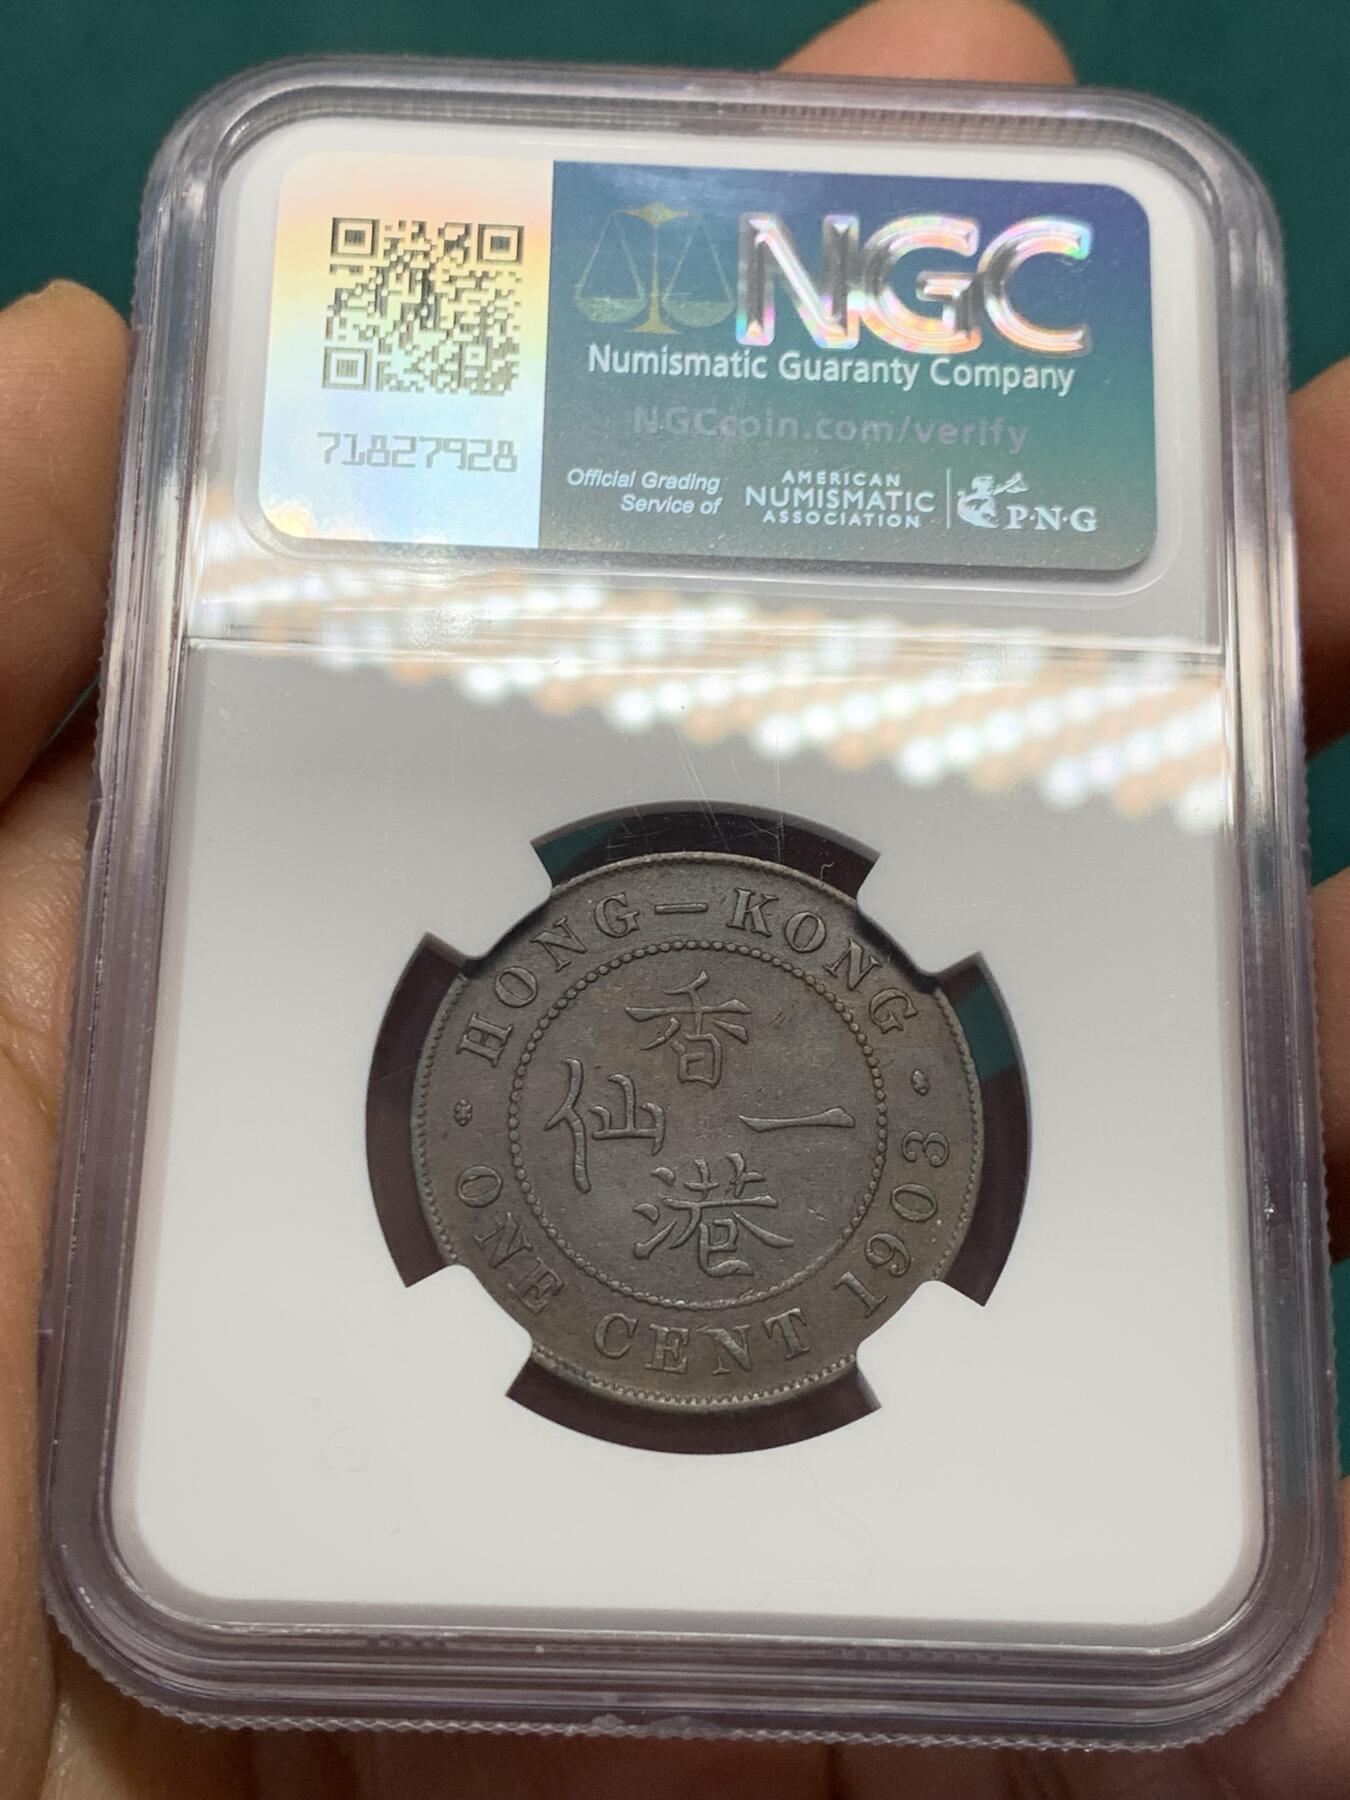 NGC
Numismatic Guaranty Company
NGCcoin.com/verify
71827928
Official Grading
Service of
AMERICAN
NUMISMATIC
ASSOCIATION
P·N·G
HONG–KONG
香
仙 一
港
ONE CENT 1903